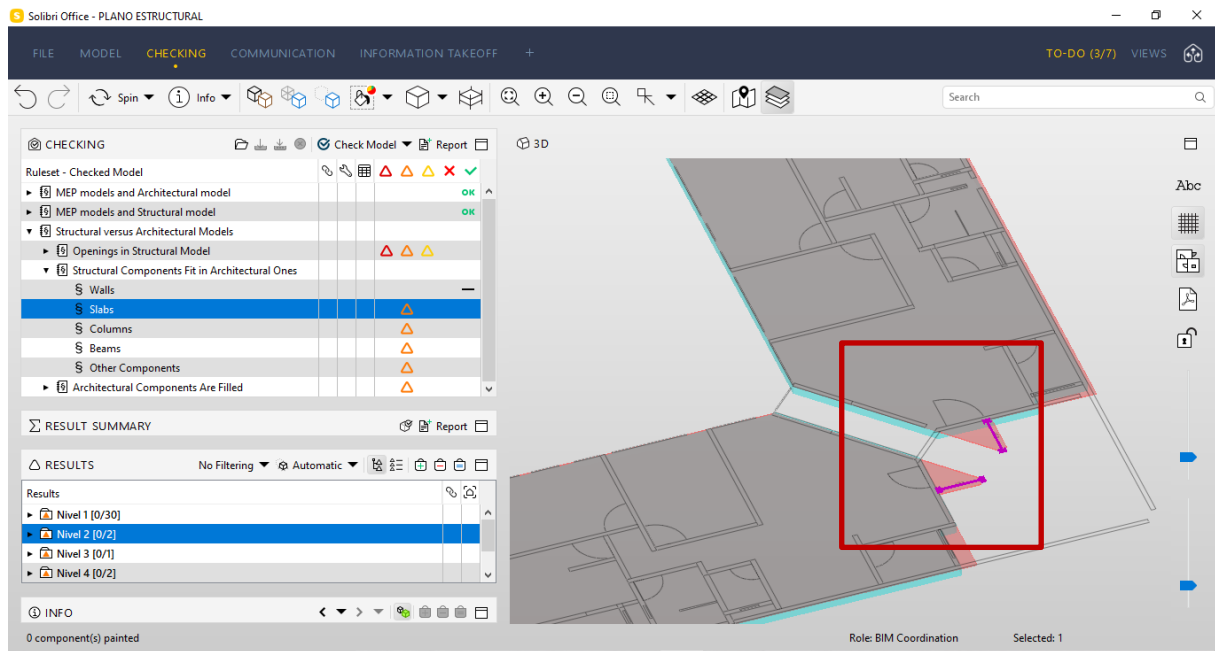 Solibri Office - PLANO ESTRUCTURAL
FILE MODEL CHECKING COMMUNICATION INFORMATION TAKEOFF + TO-DO (3/7) VIEWS
Spin Info Search
CHECKING Check Model Report 3D
Ruleset - Checked Model
Abc
MEP models and Architectural model OK
MEP models and Structural model OK
Structural versus Architectural Models
Openings in Structural Model
Structural Components Fit in Architectural Ones
§ Walls
§ Slabs
§ Columns
§ Beams
§ Other Components
Architectural Components Are Filled
RESULT SUMMARY Report
RESULTS No Filtering Automatic
Results
Nivel 1 [0/30]
Nivel 2 [0/2]
Nivel 3 [0/1]
Nivel 4 [0/2]
INFO
0 component(s) painted Role: BIM Coordination Selected: 1